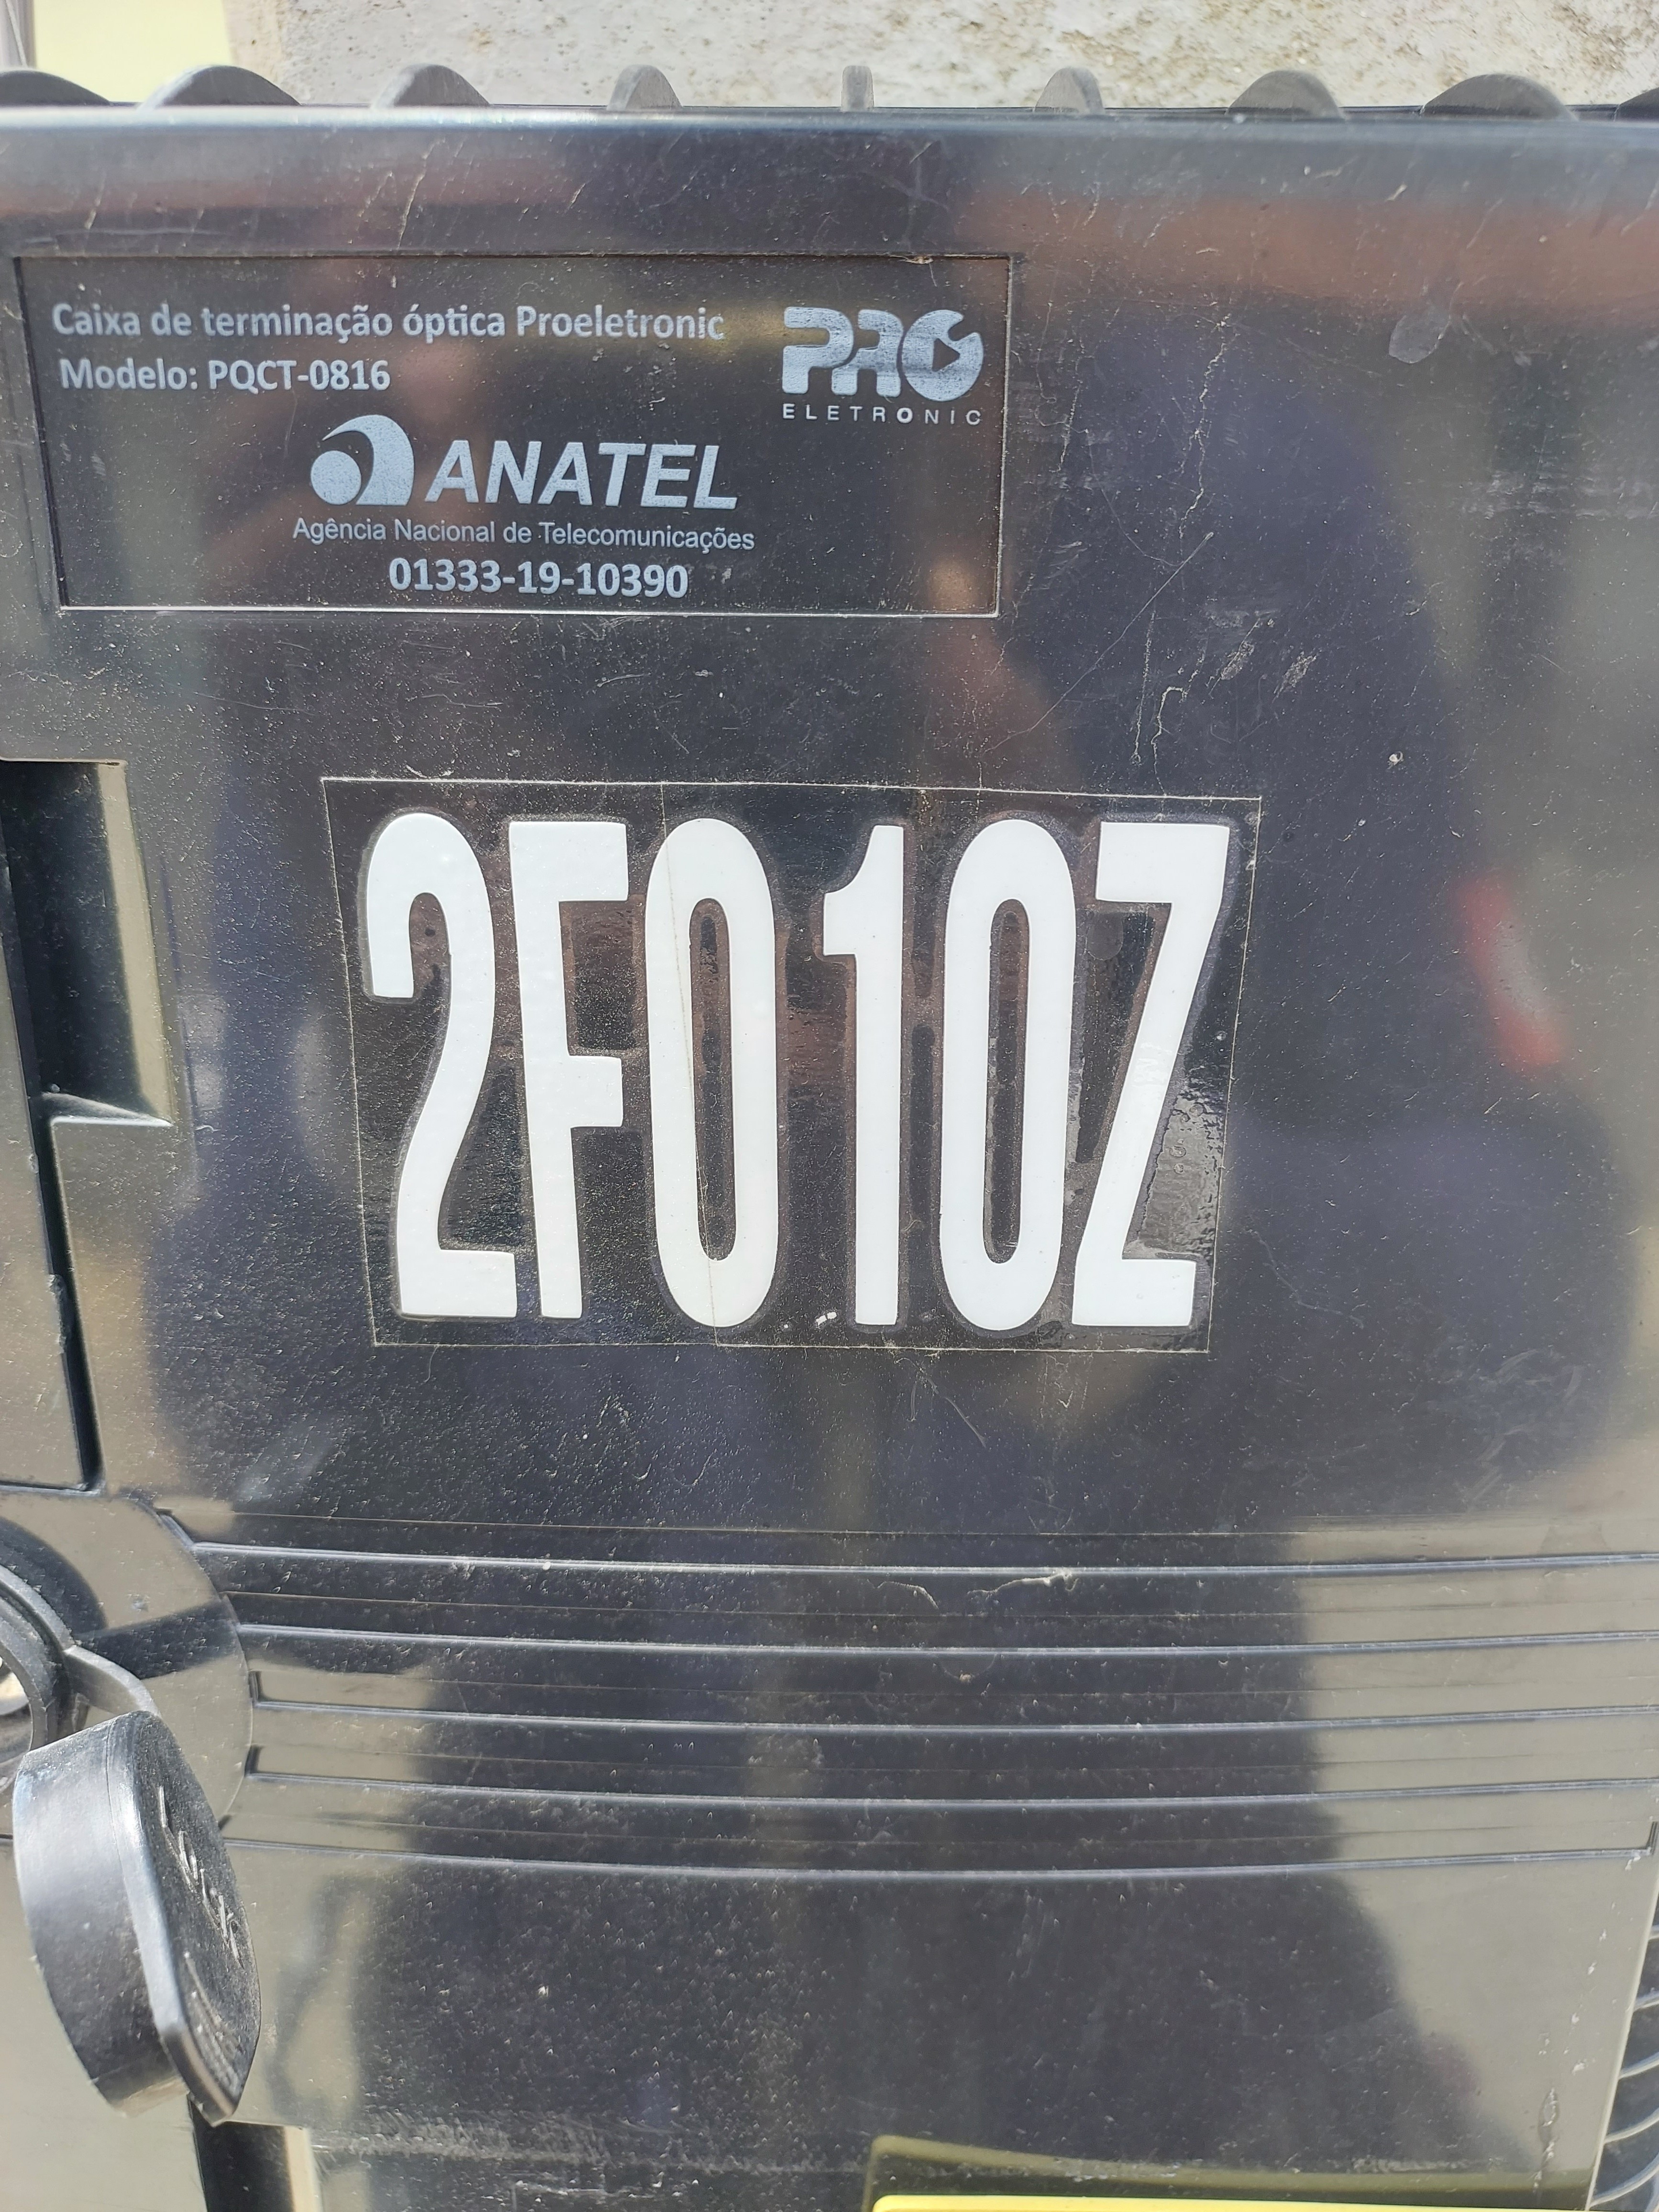 Caixa de terminação óptica Proeletronic
Modelo: PQCT-0816
PRO
ELETRONIC
ANATEL
Agência Nacional de Telecomunicações
01333-19-10390
2F010Z